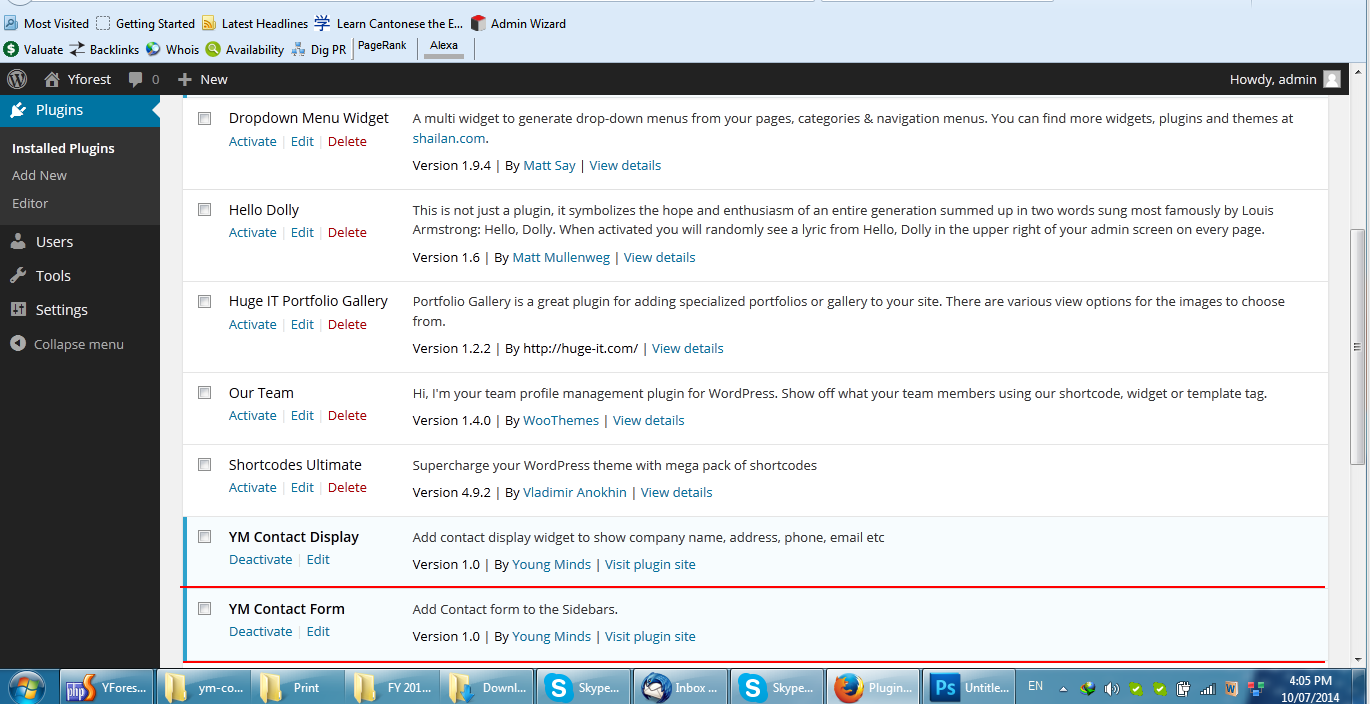 Most Visited Getting Started Latest Headlines Learn Cantonese the E... Admin Wizard
Valuate Backlinks Whois Availability Dig PR PageRank Alexa
Yforest 0 New Howdy, admin
Plugins
Installed Plugins
Add New
Editor
Users
Tools
Settings
Collapse menu
Dropdown Menu Widget
Activate | Edit | Delete
A multi widget to generate drop-down menus from your pages, categories & navigation menus. You can find more widgets, plugins and themes at
shailan.com.
Version 1.9.4 | By Matt Say | View details
Hello Dolly
Activate | Edit | Delete
This is not just a plugin, it symbolizes the hope and enthusiasm of an entire generation summed up in two words sung most famously by Louis
Armstrong: Hello, Dolly. When activated you will randomly see a lyric from Hello, Dolly in the upper right of your admin screen on every page.
Version 1.6 | By Matt Mullenweg | View details
Huge IT Portfolio Gallery
Activate | Edit | Delete
Portfolio Gallery is a great plugin for adding specialized portfolios or gallery to your site. There are various view options for the images to choose
from.
Version 1.2.2 | By http://huge-it.com/ | View details
Our Team
Activate | Edit | Delete
Hi, I'm your team profile management plugin for WordPress. Show off what your team members using our shortcode, widget or template tag.
Version 1.4.0 | By WooThemes | View details
Shortcodes Ultimate
Activate | Edit | Delete
Supercharge your WordPress theme with mega pack of shortcodes
Version 4.9.2 | By Vladimir Anokhin | View details
YM Contact Display
Deactivate | Edit
Add contact display widget to show company name, address, phone, email etc
Version 1.0 | By Young Minds | Visit plugin site
YM Contact Form
Deactivate | Edit
Add Contact form to the Sidebars.
Version 1.0 | By Young Minds | Visit plugin site
php YFores... ym-co... Print FY 201... Downl... Skype... Inbox ... Skype... Plugin... Ps Untitle... EN 4:05 PM
10/07/2014